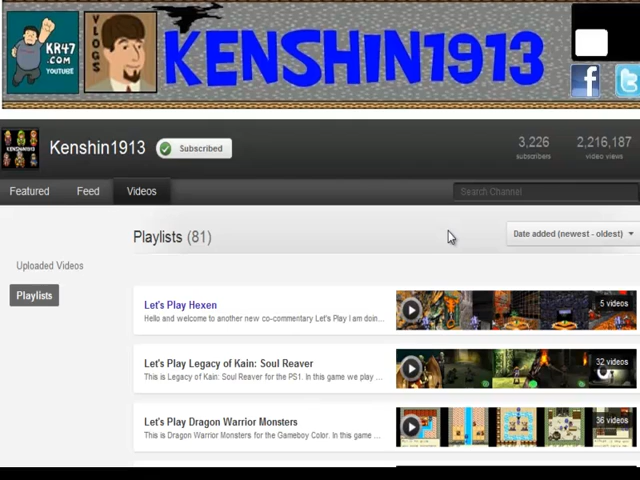 KR47
.COM
YOUTUBE
VLOGS
KENSHIN1913
f
t
KENSHIN1913
Kenshin1913
Subscribed
3,226
subscribers
2,216,187
video views
Featured
Feed
Videos
Search Channel
Playlists (81)
Date added (newest - oldest)
Uploaded Videos
Playlists
Let's Play Hexen
Hello and welcome to another new co-commentary Let's Play I am doin...
5 videos
Let's Play Legacy of Kain: Soul Reaver
This is Legacy of Kain: Soul Reaver for the PS1. In this game we play ...
32 videos
Let's Play Dragon Warrior Monsters
This is Dragon Warrior Monsters for the Gameboy Color. In this game ...
36 videos